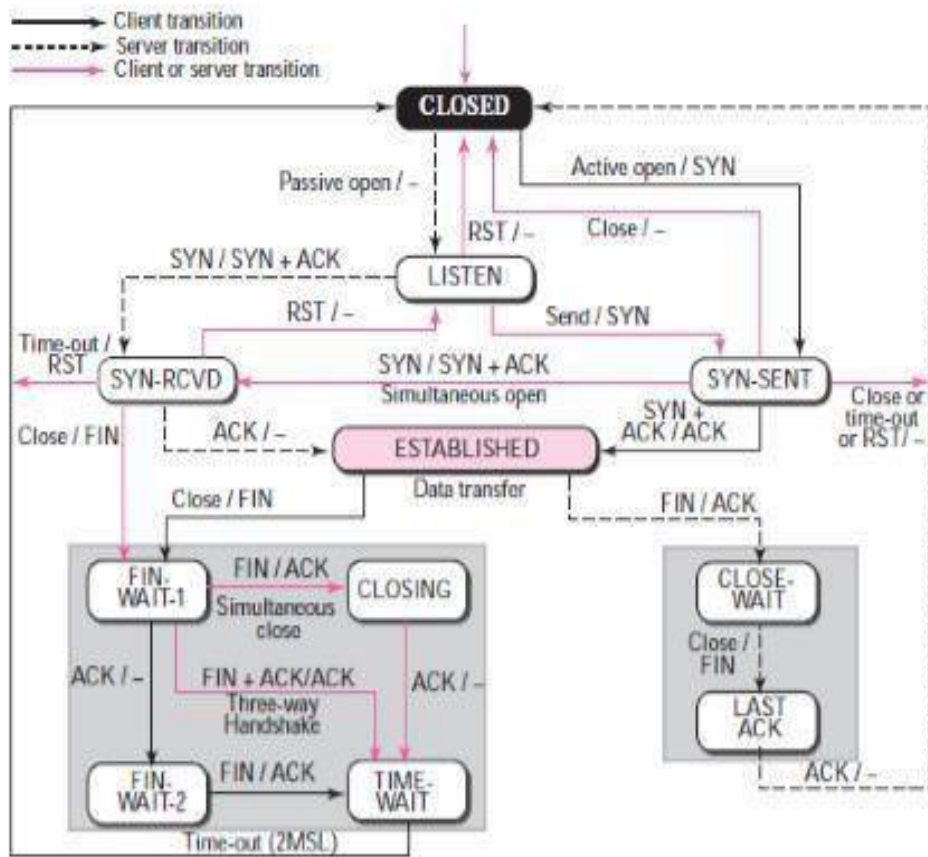 Client transition
Server transition
Client or server transition
CLOSED
Active open / SYN
Passive open / –
RST / –
Close / –
SYN / SYN + ACK
LISTEN
RST / –
Send / SYN
Time-out /
RST
SYN-RCVD
SYN / SYN + ACK
Simultaneous open
SYN-SENT
Close or
time-out
or RST/ –
Close / FIN
ACK / –
SYN +
ACK / ACK
ESTABLISHED
Data transfer
Close / FIN
FIN / ACK
FIN-
WAIT-1
FIN / ACK
Simultaneous
close
CLOSING
CLOSE-
WAIT
Close /
FIN
ACK / –
FIN + ACK/ACK
Three-way
Handshake
ACK / –
LAST
ACK
FIN-
WAIT-2
FIN / ACK
TIME-
WAIT
ACK / –
Time-out (2MSL)